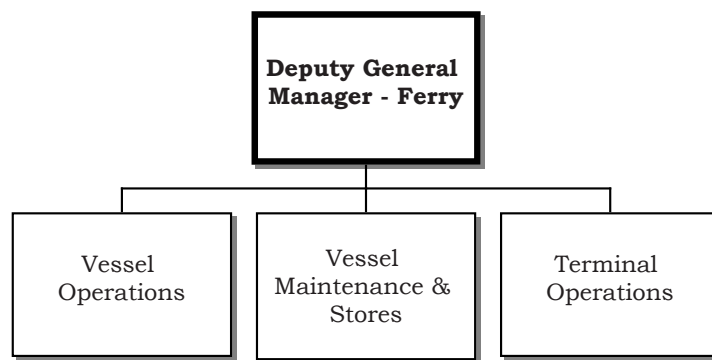 Deputy General
Manager - Ferry
Vessel
Operations
Vessel
Maintenance &
Stores
Terminal
Operations